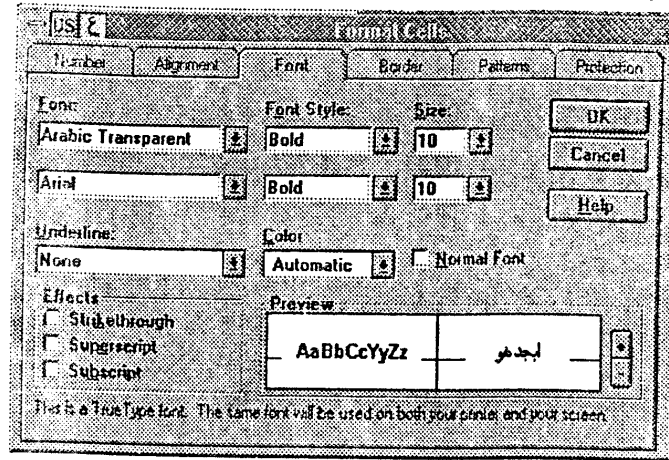 US ع Format Cells
Number Alignment Font Border Patterns Protection
Font: Font Style: Size: OK
Arabic Transparent Bold 10
Cancel
Arial Bold 10
Help
Underline: Color
None Automatic Normal Font
Effects Preview
Strikethrough
Superscript AaBbCcYyZz ابجد هو
Subscript
This is a TrueType font. The same font will be used on both your printer and your screen.